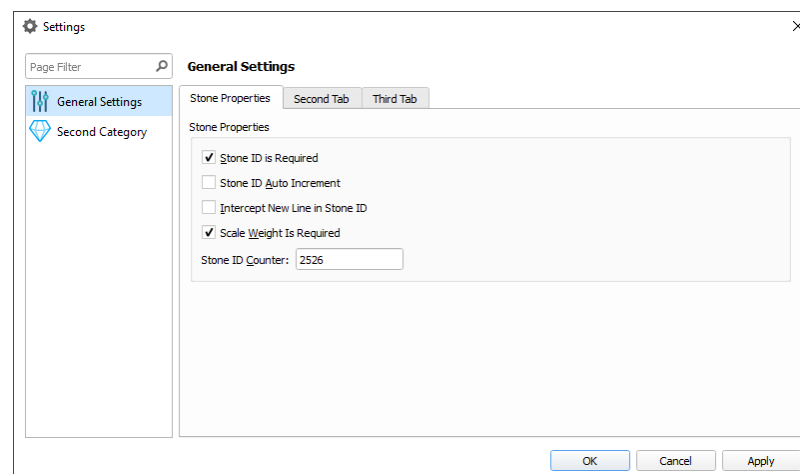 Settings
Page Filter
General Settings
General Settings
Second Category
Stone Properties Second Tab Third Tab
Stone Properties
Stone ID is Required
Stone ID Auto Increment
Intercept New Line in Stone ID
Scale Weight Is Required
Stone ID Counter: 2526
OK Cancel Apply